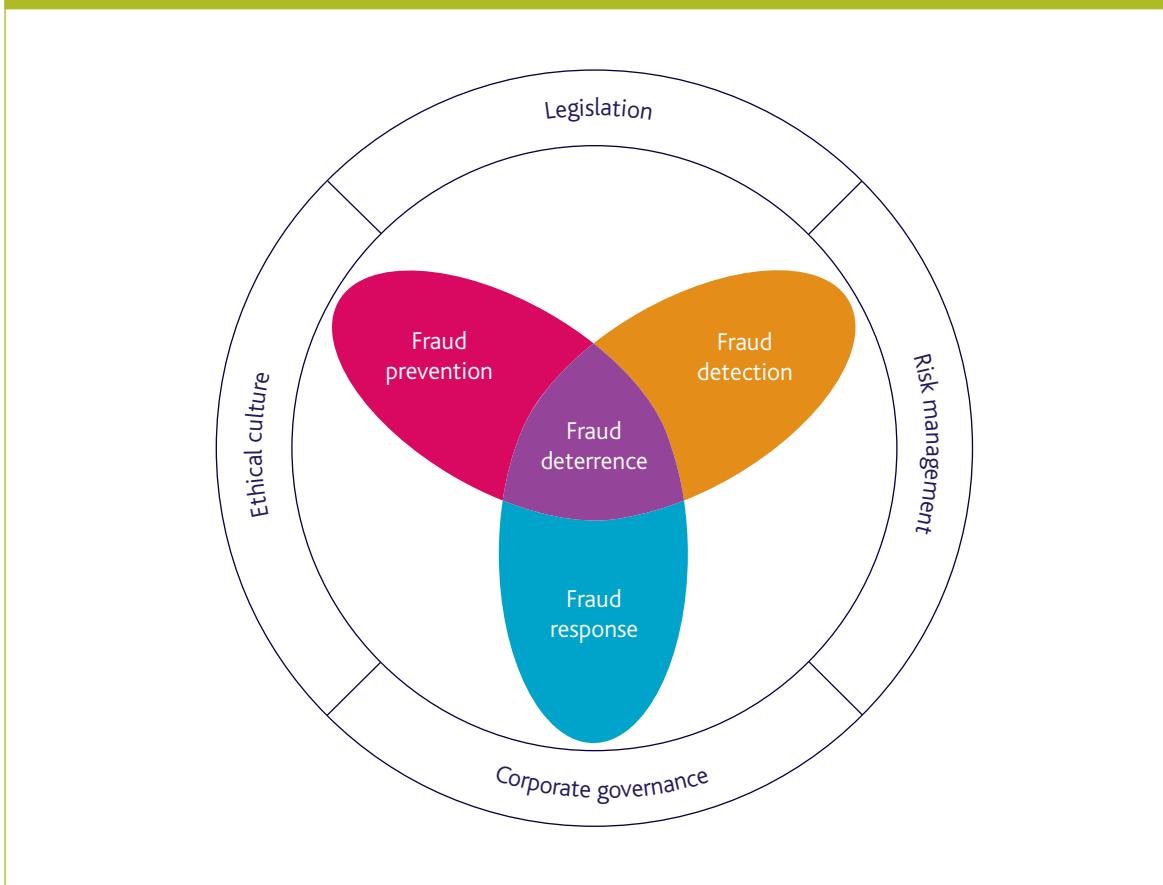 Legislation
Fraud
prevention
Fraud
detection
Ethical culture
Risk management
Fraud
deterrence
Fraud
response
Corporate governance